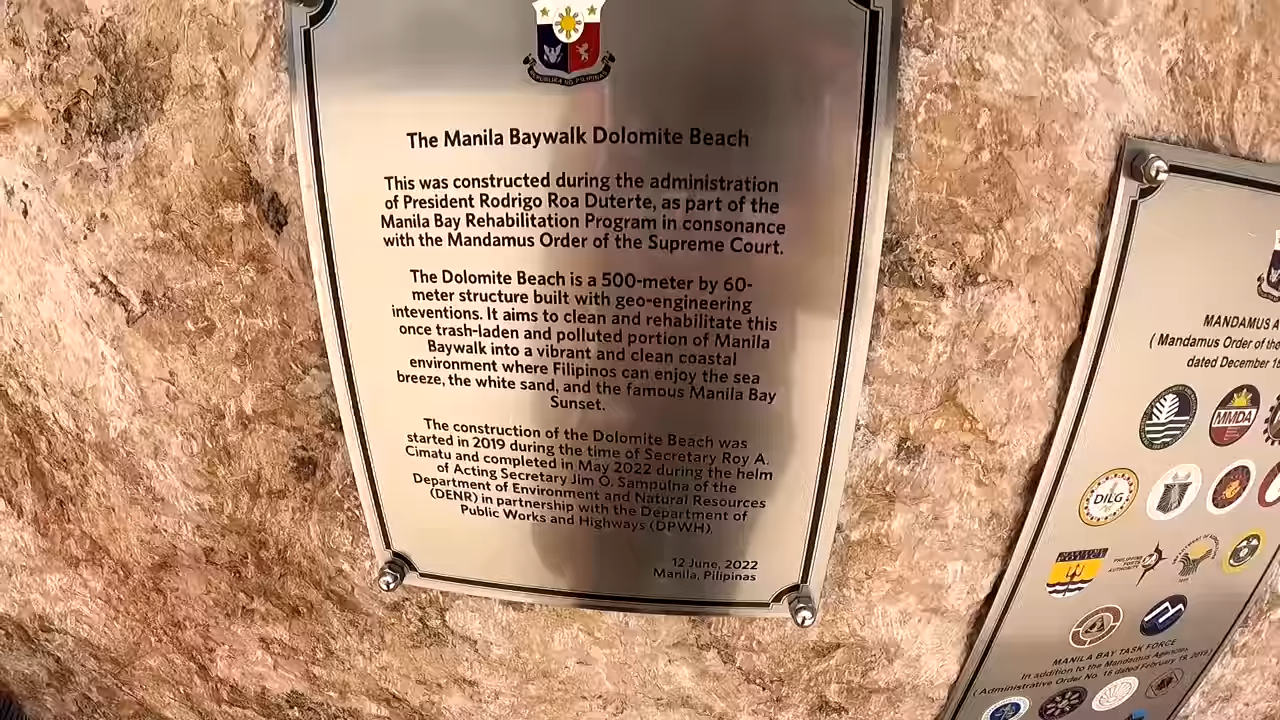 REPUBLIKA NG PILIPINAS
The Manila Baywalk Dolomite Beach
This was constructed during the administration
of President Rodrigo Roa Duterte, as part of the
Manila Bay Rehabilitation Program in consonance
with the Mandamus Order of the Supreme Court.
The Dolomite Beach is a 500-meter by 60-
meter structure built with geo-engineering
inteventions. It aims to clean and rehabilitate this
once trash-laden and polluted portion of Manila
Baywalk into a vibrant and clean coastal
environment where Filipinos can enjoy the sea
breeze, the white sand, and the famous Manila Bay
Sunset.
The construction of the Dolomite Beach was
started in 2019 during the time of Secretary Roy A.
Cimatu and completed in May 2022 during the helm
of Acting Secretary Jim O. Sampulna of the
Department of Environment and Natural Resources
(DENR) in partnership with the Department of
Public Works and Highways (DPWH).
12 June, 2022
Manila, Pilipinas
MANDAMUS
( Mandamus Order of the
dated December
MMDA
DILG
PHILIPPINE
PORTS
AUTHORITY
MANILA BAY TASK FORCE
In addition to the Mandamus Agencies
( Administrative Order No. 16 dated February 19, 2019 )